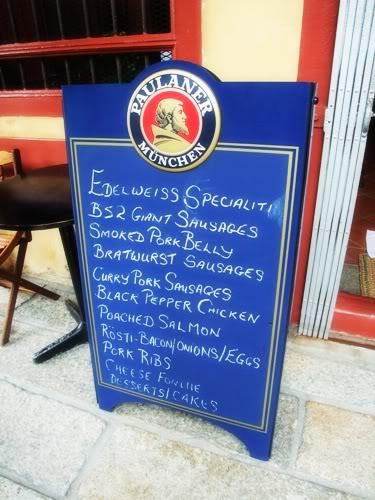 PAULANER
MÜNCHEN
EDELWEISS SPECIALITI
BS2 GIANT SAUSAGES
SMOKED PORK BELLY
BRATWURST SAUSAGES
CURRY PORK SAUSAGES
BLACK PEPPER CHICKEN
POACHED SALMON
RÖSTI-BACON/ONIONS/EGGS
PORK RIBS
CHEESE FONDUE
DESSERTS/CAKES